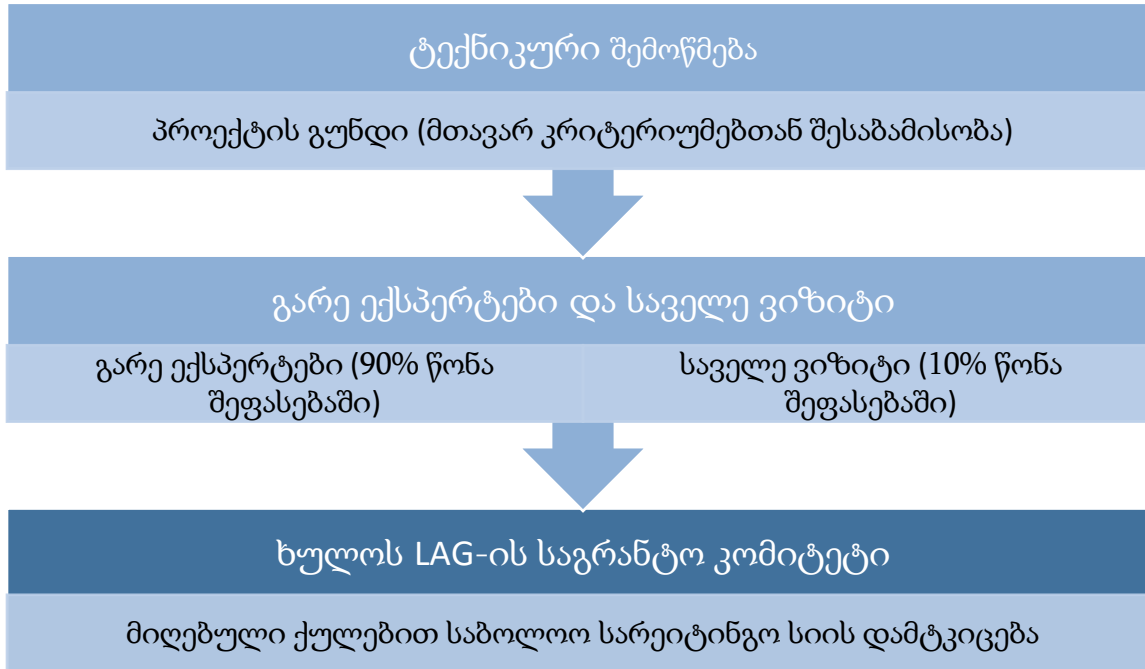 ტექნიკური შემოწმება
პროექტის გუნდი (მთავარ კრიტერიუმებთან შესაბამისობა)
გარე ექსპერტები და საველე ვიზიტი
გარე ექსპერტები (90% წონა
შეფასებაში)
საველე ვიზიტი (10% წონა
შეფასებაში)
ხულოს LAG-ის საგრანტო კომიტეტი
მიღებული ქულებით საბოლოო სარეიტინგო სიის დამტკიცება